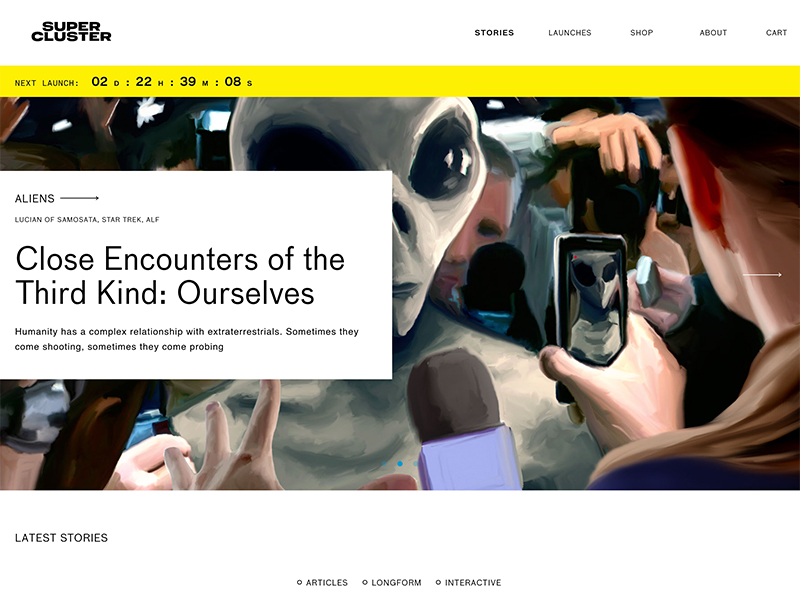 SUPER
CLUSTER
STORIES LAUNCHES SHOP ABOUT CART
NEXT LAUNCH: 02 D : 22 H : 39 M : 08 S
ALIENS
LUCIAN OF SAMOSATA, STAR TREK, ALF
Close Encounters of the
Third Kind: Ourselves
Humanity has a complex relationship with extraterrestrials. Sometimes they
come shooting, sometimes they come probing
LATEST STORIES
ARTICLES LONGFORM INTERACTIVE